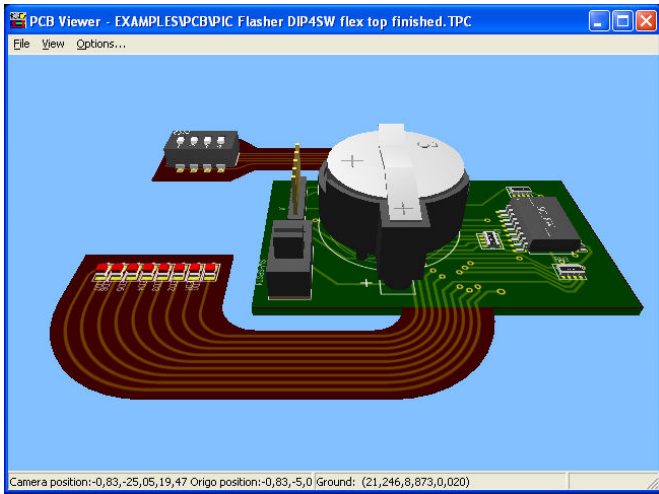 PCB Viewer - EXAMPLES\PCB\PIC Flasher DIP4SW flex top finished.TPC
File View Options...
3
+
+
+
Camera position:-0,83,-25,05,19,47 Origo position:-0,83,-5,0 Ground: (21,246,8,873,0,020)